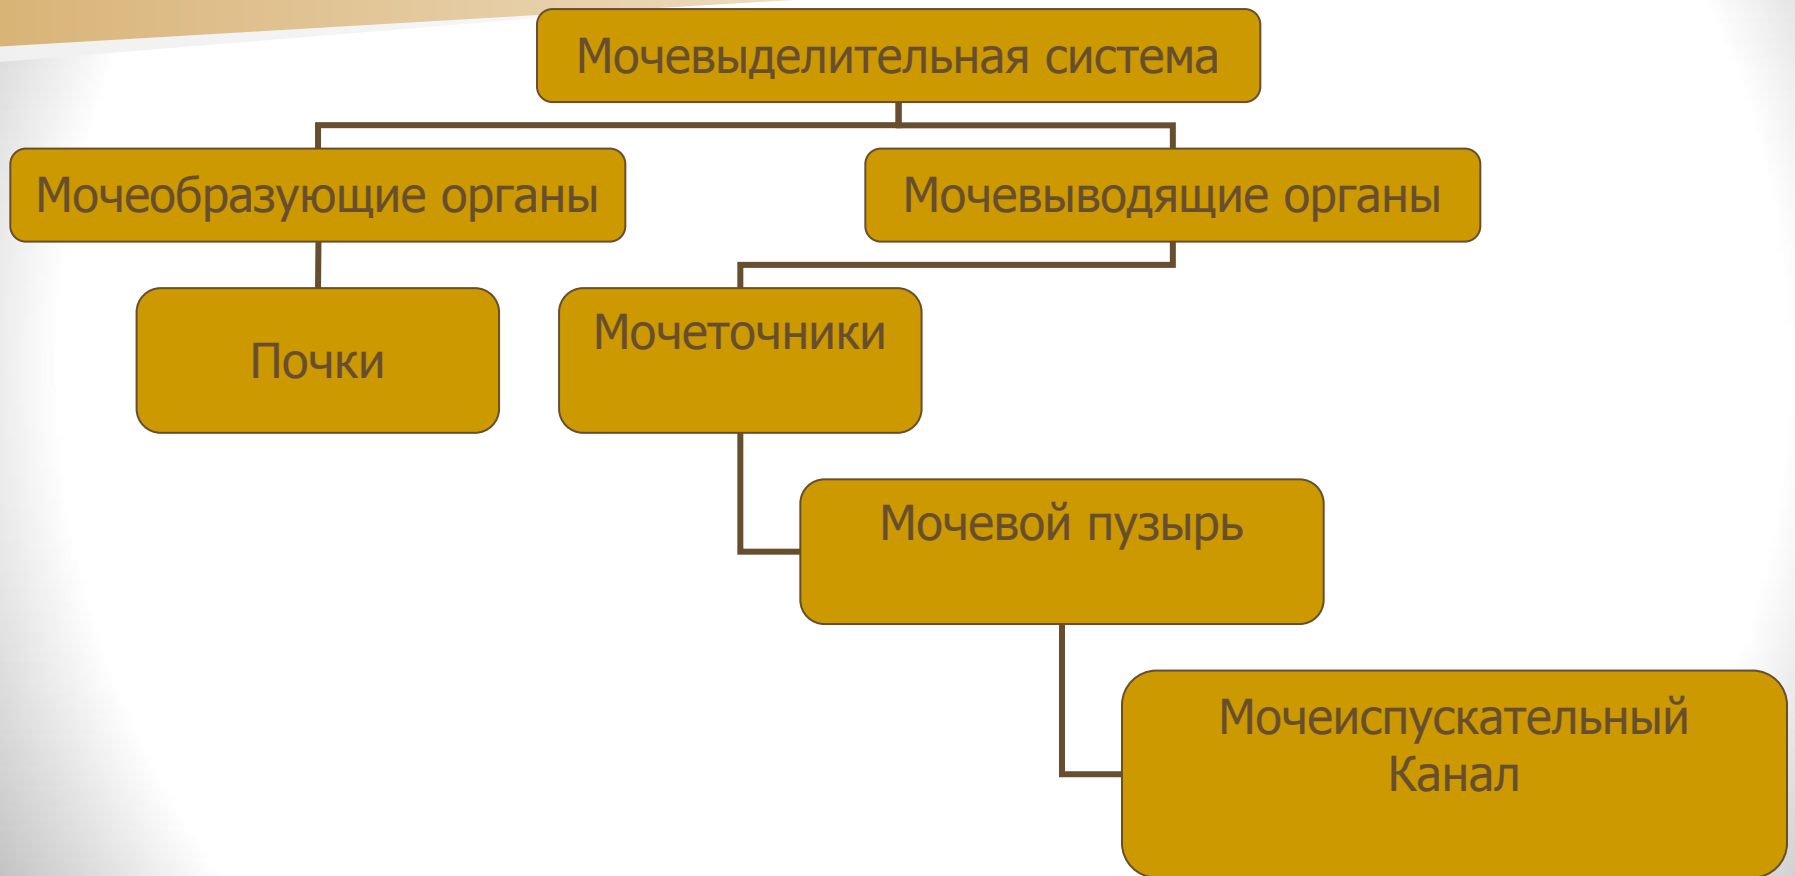 Мочевыделительная система
Мочеобразующие органы
Мочевыводящие органы
Почки
Мочеточники
Мочевой пузырь
Мочеиспускательный
Канал